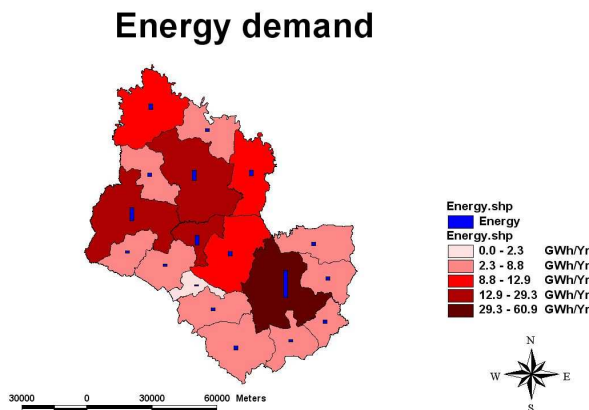 Energy demand
Energy.shp
Energy
Energy.shp
0.0 - 2.3 GWh/Yr
2.3 - 8.8 GWh/Yr
8.8 - 12.9 GWh/Yr
12.9 - 29.3 GWh/Yr
29.3 - 60.9 GWh/Yr
N
W E
S
30000 0 30000 60000 Meters